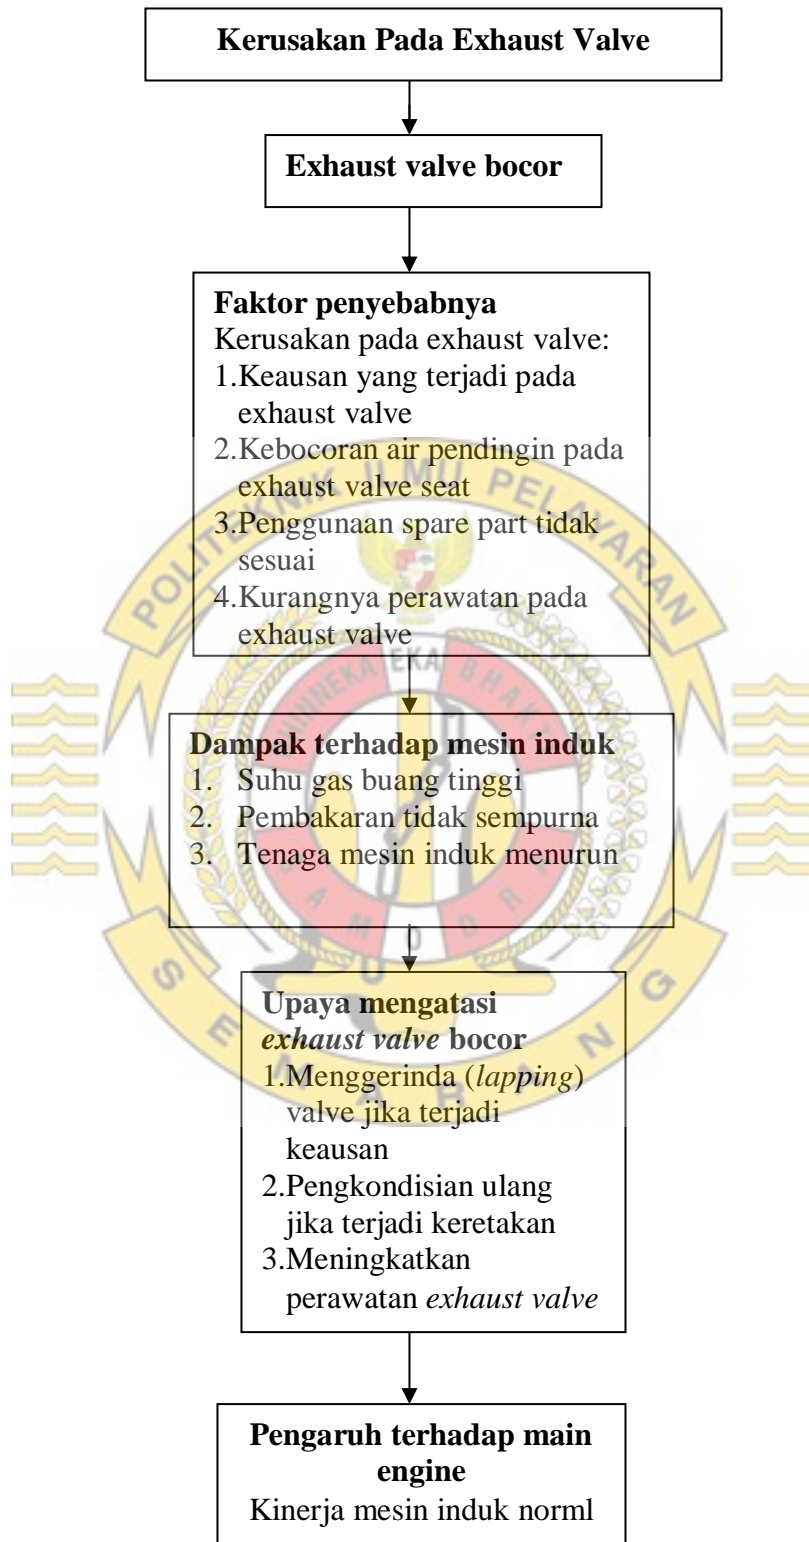 Kerusakan Pada Exhaust Valve
Exhaust valve bocor
Faktor penyebabnya
Kerusakan pada exhaust valve:
1.Keausan yang terjadi pada
exhaust valve
2.Kebocoran air pendingin pada
exhaust valve seat
3.Penggunaan spare part tidak
sesuai
4.Kurangnya perawatan pada
exhaust valve
Dampak terhadap mesin induk
1. Suhu gas buang tinggi
2. Pembakaran tidak sempurna
3. Tenaga mesin induk menurun
Upaya mengatasi
exhaust valve bocor
1.Menggerinda (lapping)
valve jika terjadi
keausan
2.Pengkondisian ulang
jika terjadi keretakan
3.Meningkatkan
perawatan exhaust valve
Pengaruh terhadap main
engine
Kinerja mesin induk norml
POLITEKNIK ILMU PELAYARAN
SEMARANG